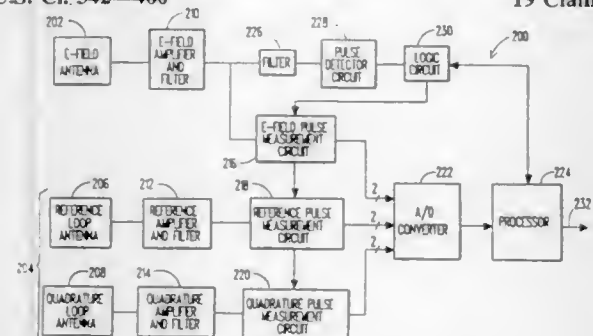 U.S. Cl. 342—460
19 Claims
202
210
226
228
230
200
E-FIELD
ANTENNA
E-FIELD
AMPLIFIER
AND
FILTER
FILTER
PULSE
DETECTOR
CIRCUIT
LOGIC
CIRCUIT
216
E-FIELD PULSE
MEASUREMENT
CIRCUIT
206
212
218
222
224
REFERENCE
LOOP
ANTENNA
REFERENCE
AMPLIFIER
AND FILTER
REFERENCE PULSE
MEASUREMENT
CIRCUIT
2
2
2
A/D
CONVERTER
PROCESSOR
232
204
208
214
220
QUADRATURE
LOOP
ANTENNA
QUADRATURE
AMPLIFIER
AND FILTER
QUADRATURE PULSE
MEASUREMENT
CIRCUIT